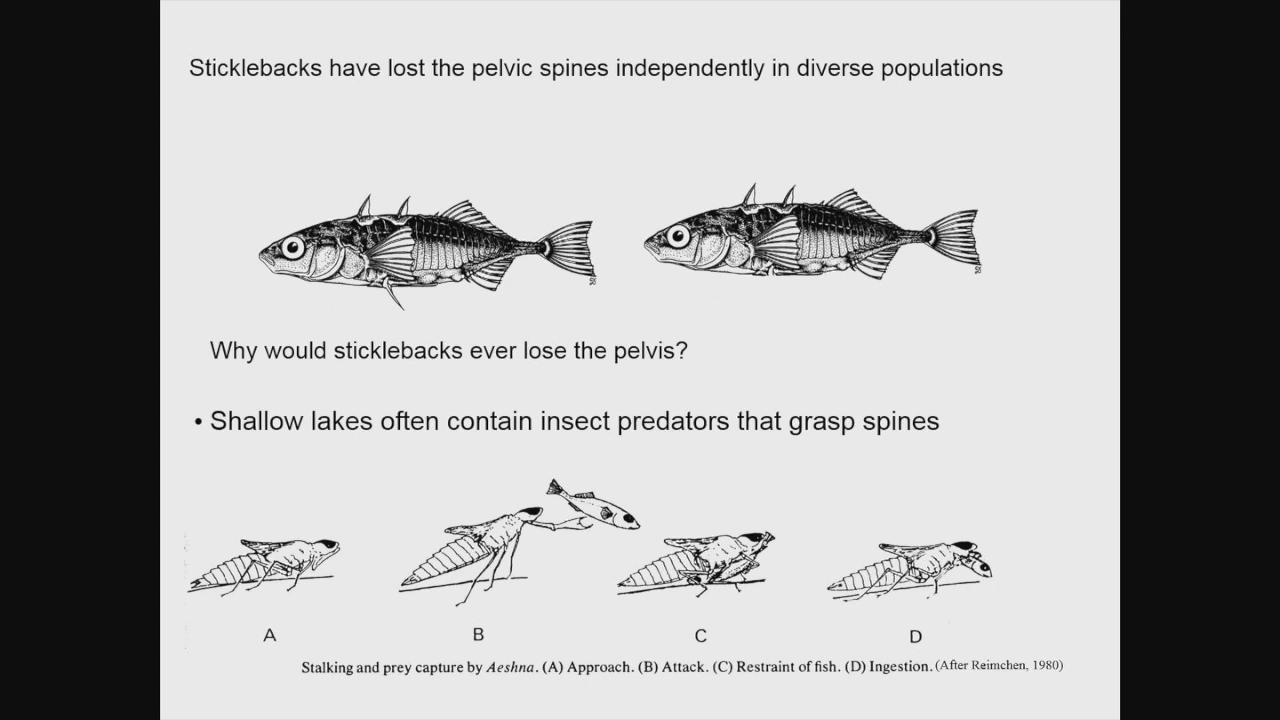 Sticklebacks have lost the pelvic spines independently in diverse populations
Why would sticklebacks ever lose the pelvis?
• Shallow lakes often contain insect predators that grasp spines
A B C D
Stalking and prey capture by Aeshna. (A) Approach. (B) Attack. (C) Restraint of fish. (D) Ingestion. (After Reimchen, 1980)